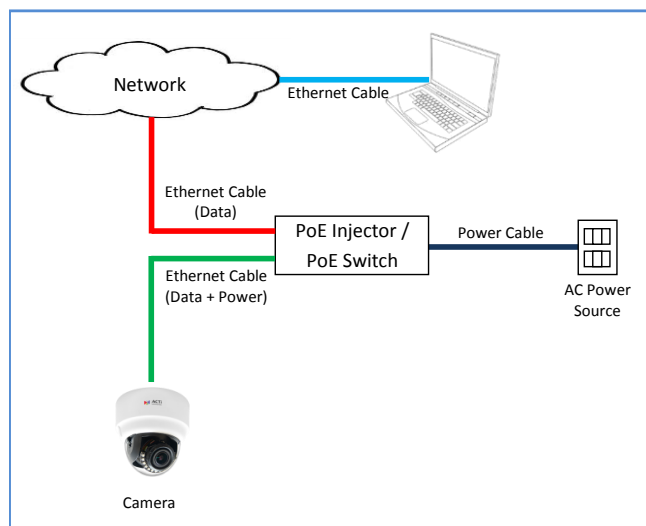 Network
Ethernet Cable
Ethernet Cable
(Data)
PoE Injector /
PoE Switch
Power Cable
Ethernet Cable
(Data + Power)
AC Power
Source
ACTi
Camera